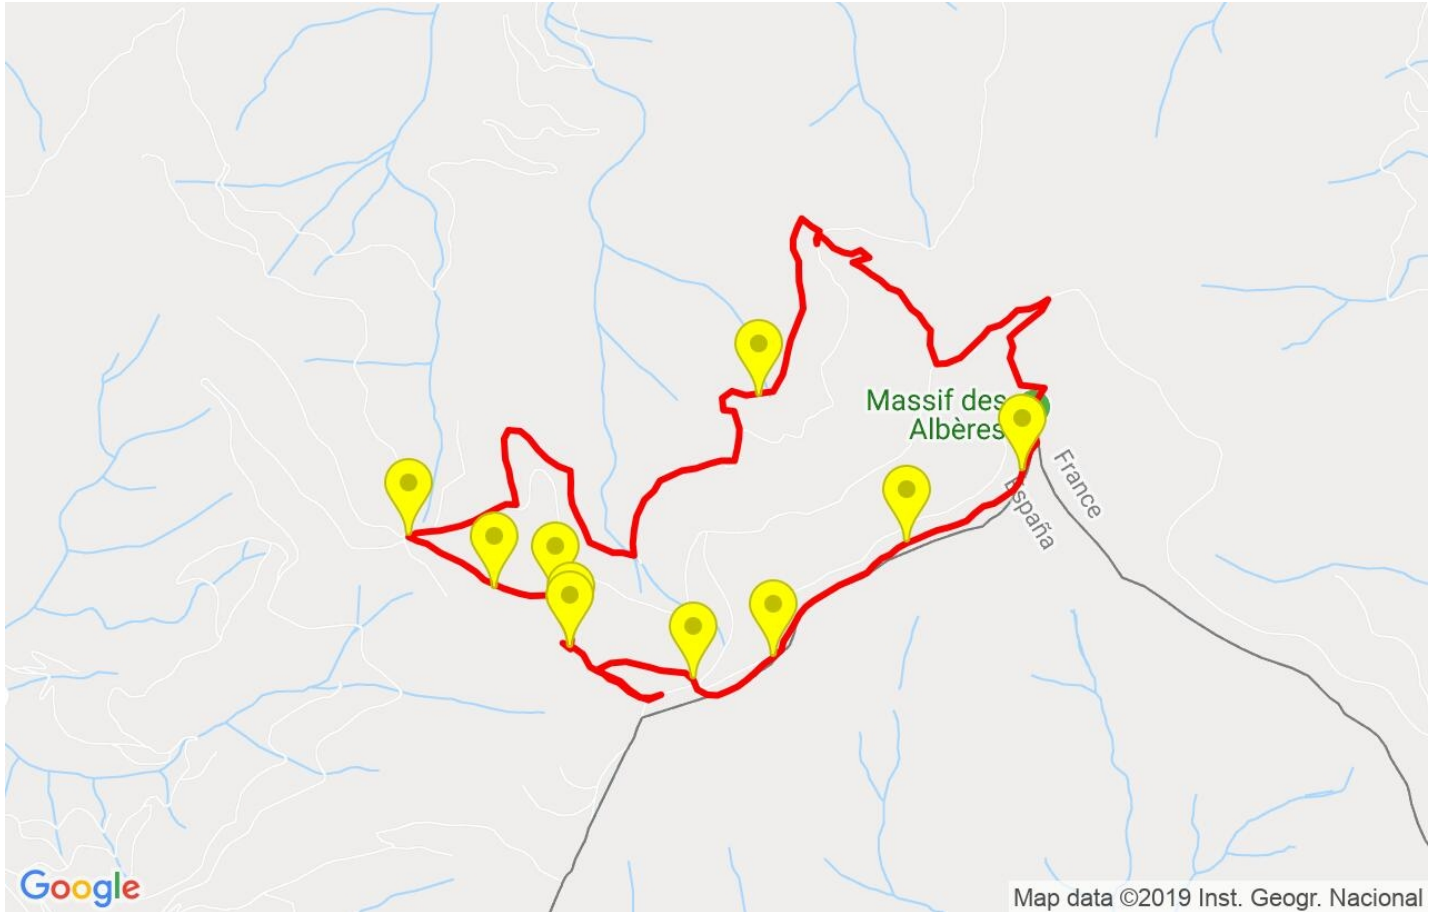 Massif des
Albères
France
España
Google
Map data ©2019 Inst. Geogr. Nacional